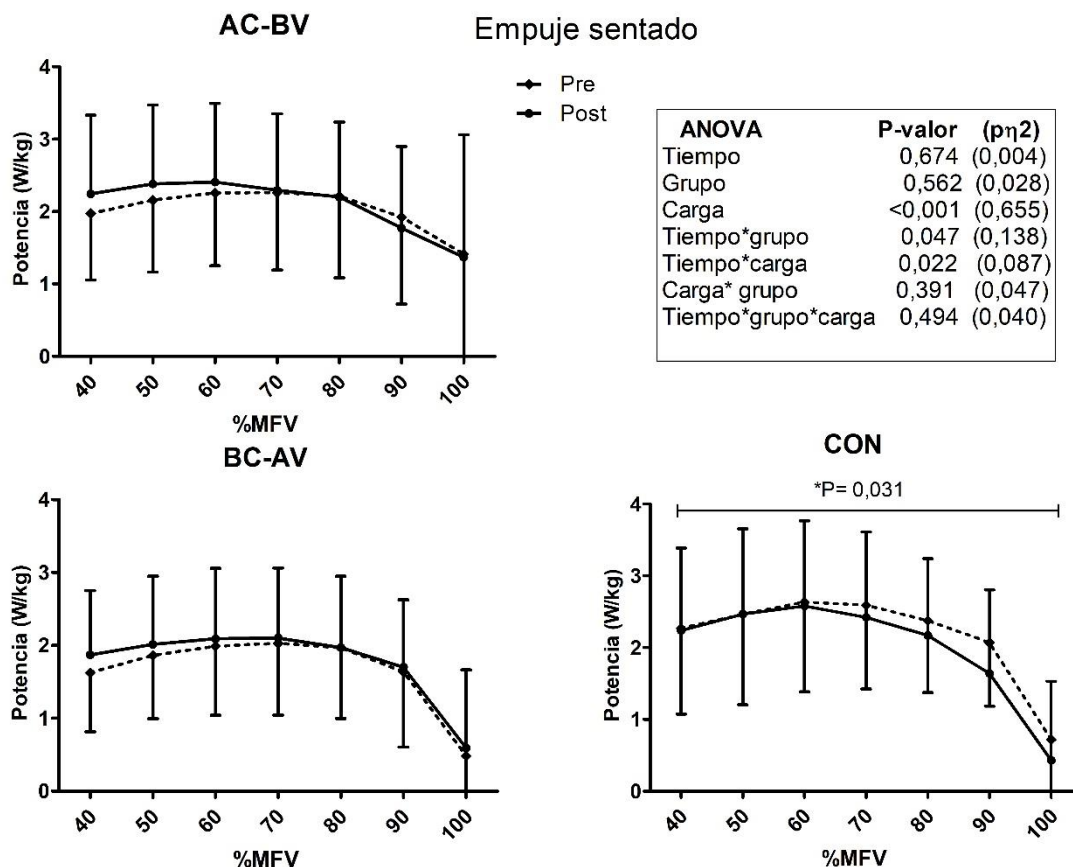 AC-BV
Empuje sentado
Pre
Post
Potencia (W/kg)
4
3
2
1
0
40 50 60 70 80 90 100
%MFV
ANOVA P-valor (pη2)
Tiempo 0,674 (0,004)
Grupo 0,562 (0,028)
Carga <0,001 (0,655)
Tiempo*grupo 0,047 (0,138)
Tiempo*carga 0,022 (0,087)
Carga* grupo 0,391 (0,047)
Tiempo*grupo*carga 0,494 (0,040)
BC-AV
Potencia (W/kg)
4
3
2
1
0
40 50 60 70 80 90 100
%MFV
CON
*P= 0,031
Potencia (W/kg)
4
3
2
1
0
40 50 60 70 80 90 100
%MFV